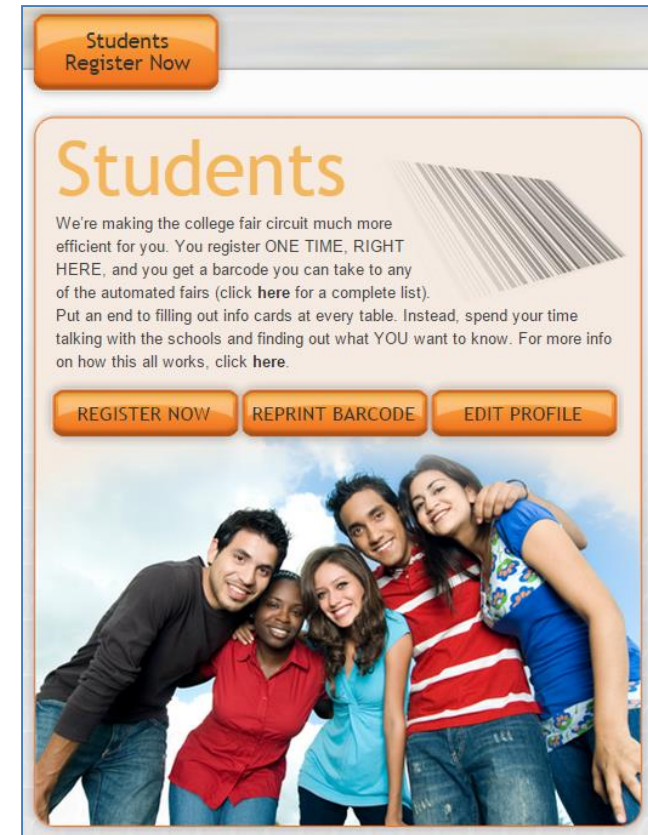 Students
Register Now
Students
We're making the college fair circuit much more
efficient for you. You register ONE TIME, RIGHT
HERE, and you get a barcode you can take to any
of the automated fairs (click here for a complete list).
Put an end to filling out info cards at every table. Instead, spend your time
talking with the schools and finding out what YOU want to know. For more info
on how this all works, click here.
REGISTER NOW REPRINT BARCODE EDIT PROFILE